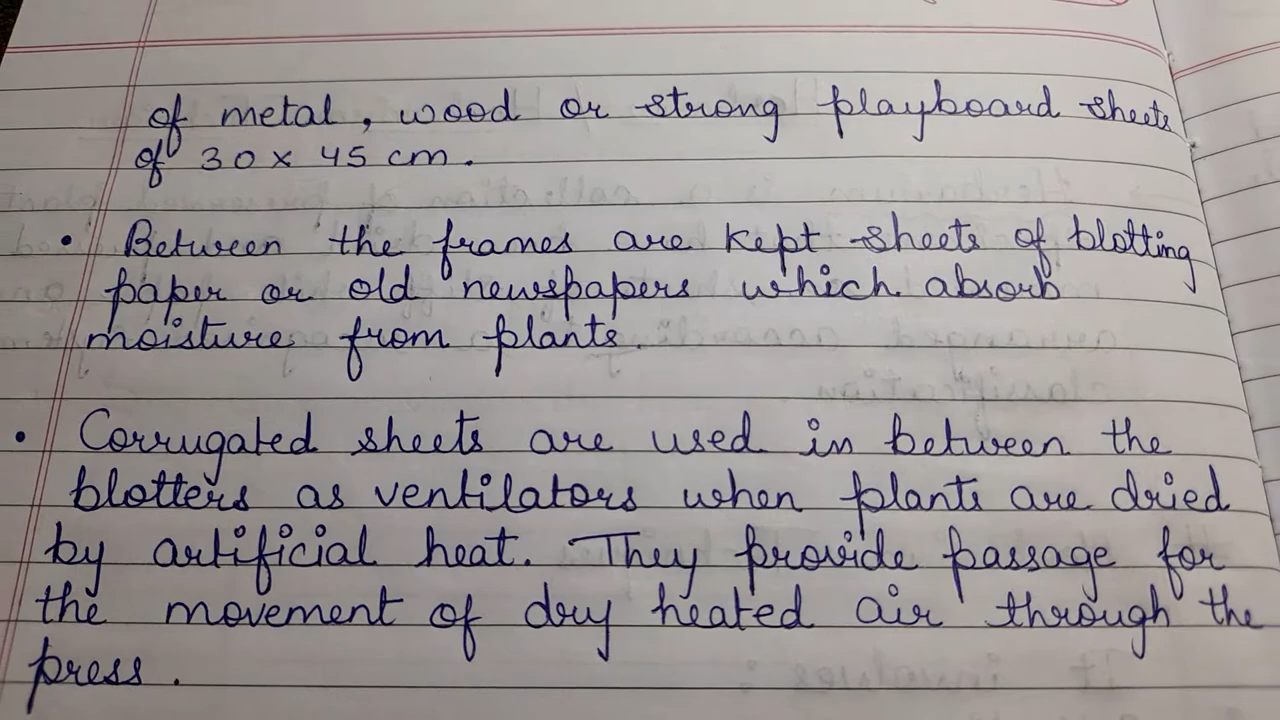 of metal, wood or strong playboard sheets
of 30 x 45 cm.
• Between the frames are kept sheets of blotting
paper or old newspapers which absorb
moisture from plants.
• Corrugated sheets are used in between the
blotters as ventilators when plants are dried
by artificial heat. They provide passage for
the movement of dry heated air through the
press.